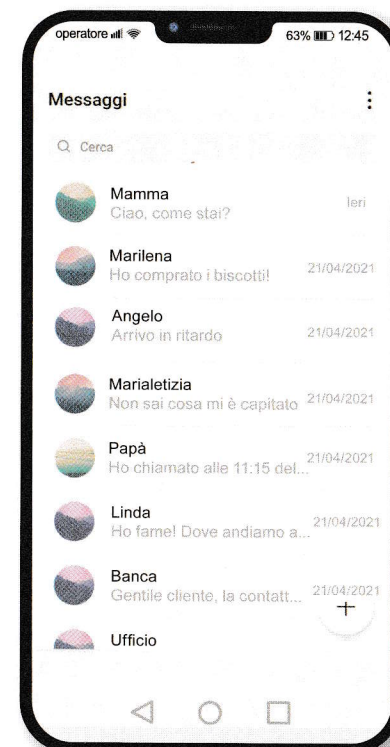 operatore
63% 12:45
Messaggi
Cerca
Mamma
Ciao, come stai?
Ieri
Marilena
Ho comprato i biscotti!
21/04/2021
Angelo
Arrivo in ritardo
21/04/2021
Marialetizia
Non sai cosa mi è capitato
21/04/2021
Papà
Ho chiamato alle 11:15 del...
21/04/2021
Linda
Ho fame! Dove andiamo a...
21/04/2021
Banca
Gentile cliente, la contatt...
21/04/2021
+
Ufficio